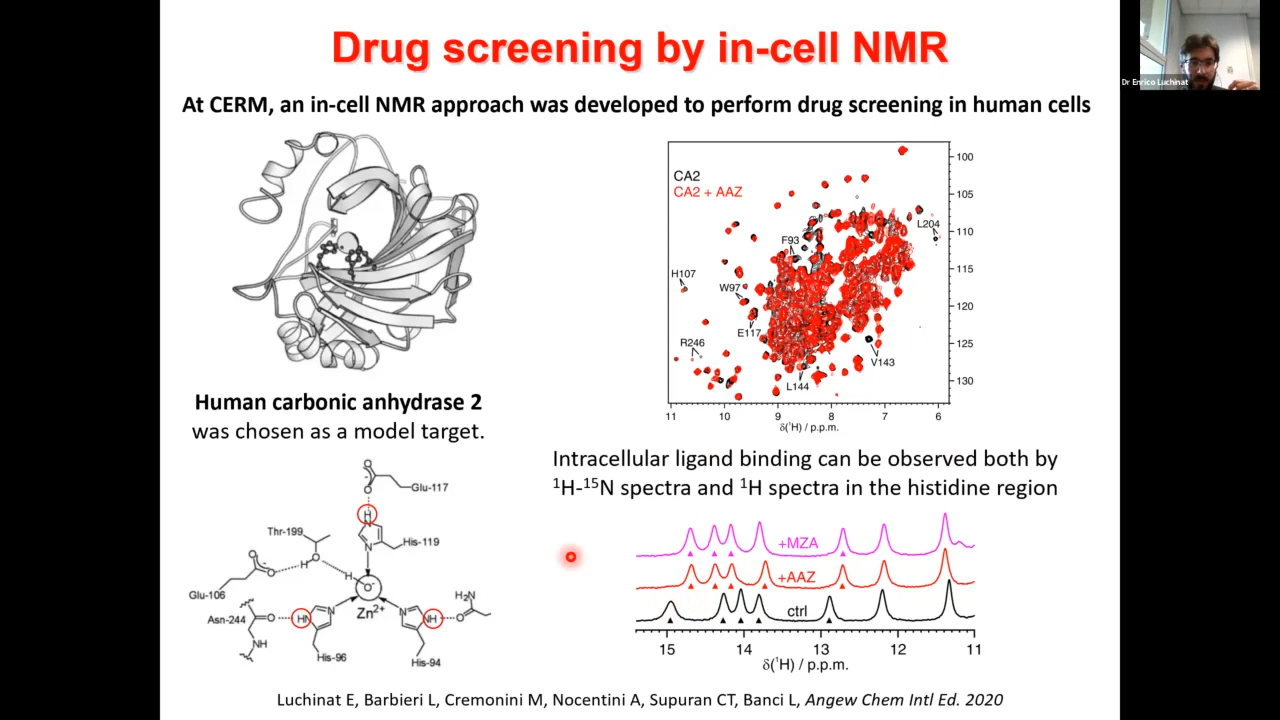 Drug screening by in-cell NMR
Dr Enrico Luchinat
At CERM, an in-cell NMR approach was developed to perform drug screening in human cells
CA2
CA2 + AAZ
F93
L204
H107
W97
E117
R246
L144
V143
100
105
110
115
120
125
130
11 10 9 8 7 6
δ(¹H) / p.p.m.
Human carbonic anhydrase 2
was chosen as a model target.
Glu-117
H
N
N
His-119
Thr-199
O
H
O⁻
H
O⁻
Zn²⁺
Glu-106
Asn-244
O
HN
N
NH
His-96
N
NH
His-94
H₂N
O
Intracellular ligand binding can be observed both by
¹H-¹⁵N spectra and ¹H spectra in the histidine region
+MZA
+AAZ
ctrl
15 14 13 12 11
δ(¹H) / p.p.m.
Luchinat E, Barbieri L, Cremonini M, Nocentini A, Supuran CT, Banci L, Angew Chem Intl Ed. 2020